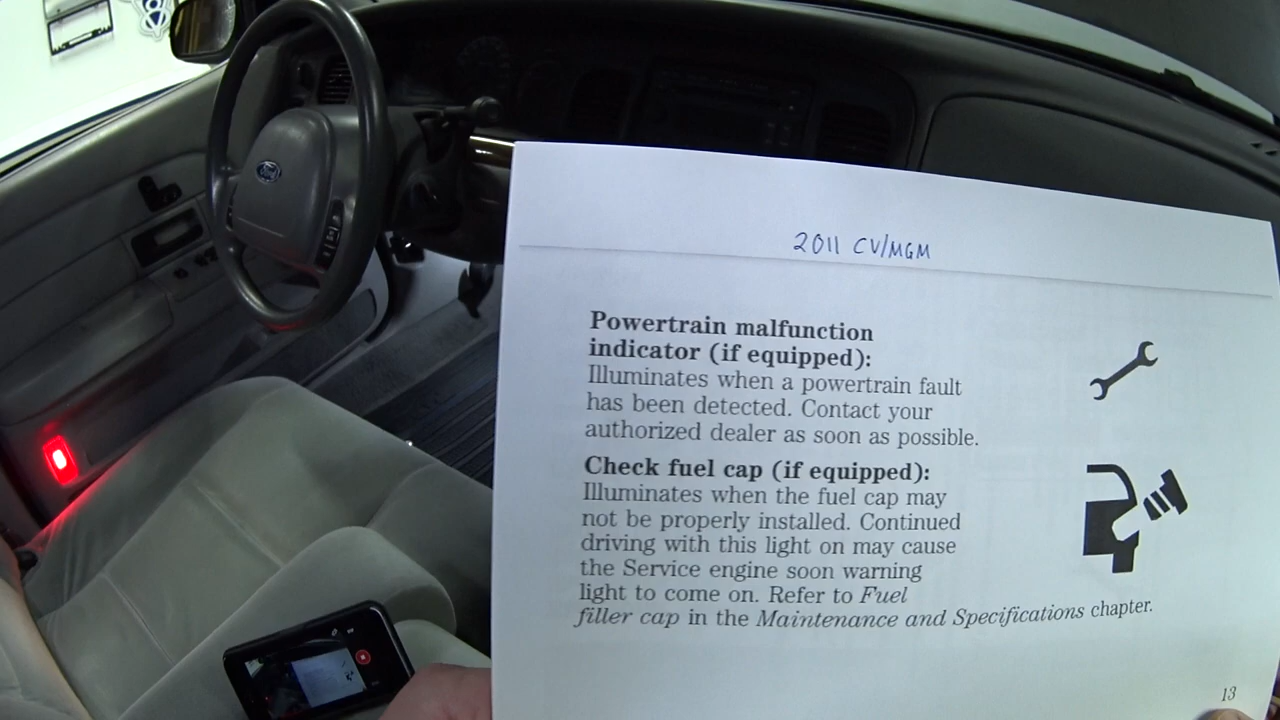 Ford
2011 CV/MGM
Powertrain malfunction
indicator (if equipped):
Illuminates when a powertrain fault
has been detected. Contact your
authorized dealer as soon as possible.
Check fuel cap (if equipped):
Illuminates when the fuel cap may
not be properly installed. Continued
driving with this light on may cause
the Service engine soon warning
light to come on. Refer to Fuel
filler cap in the Maintenance and Specifications chapter.
13